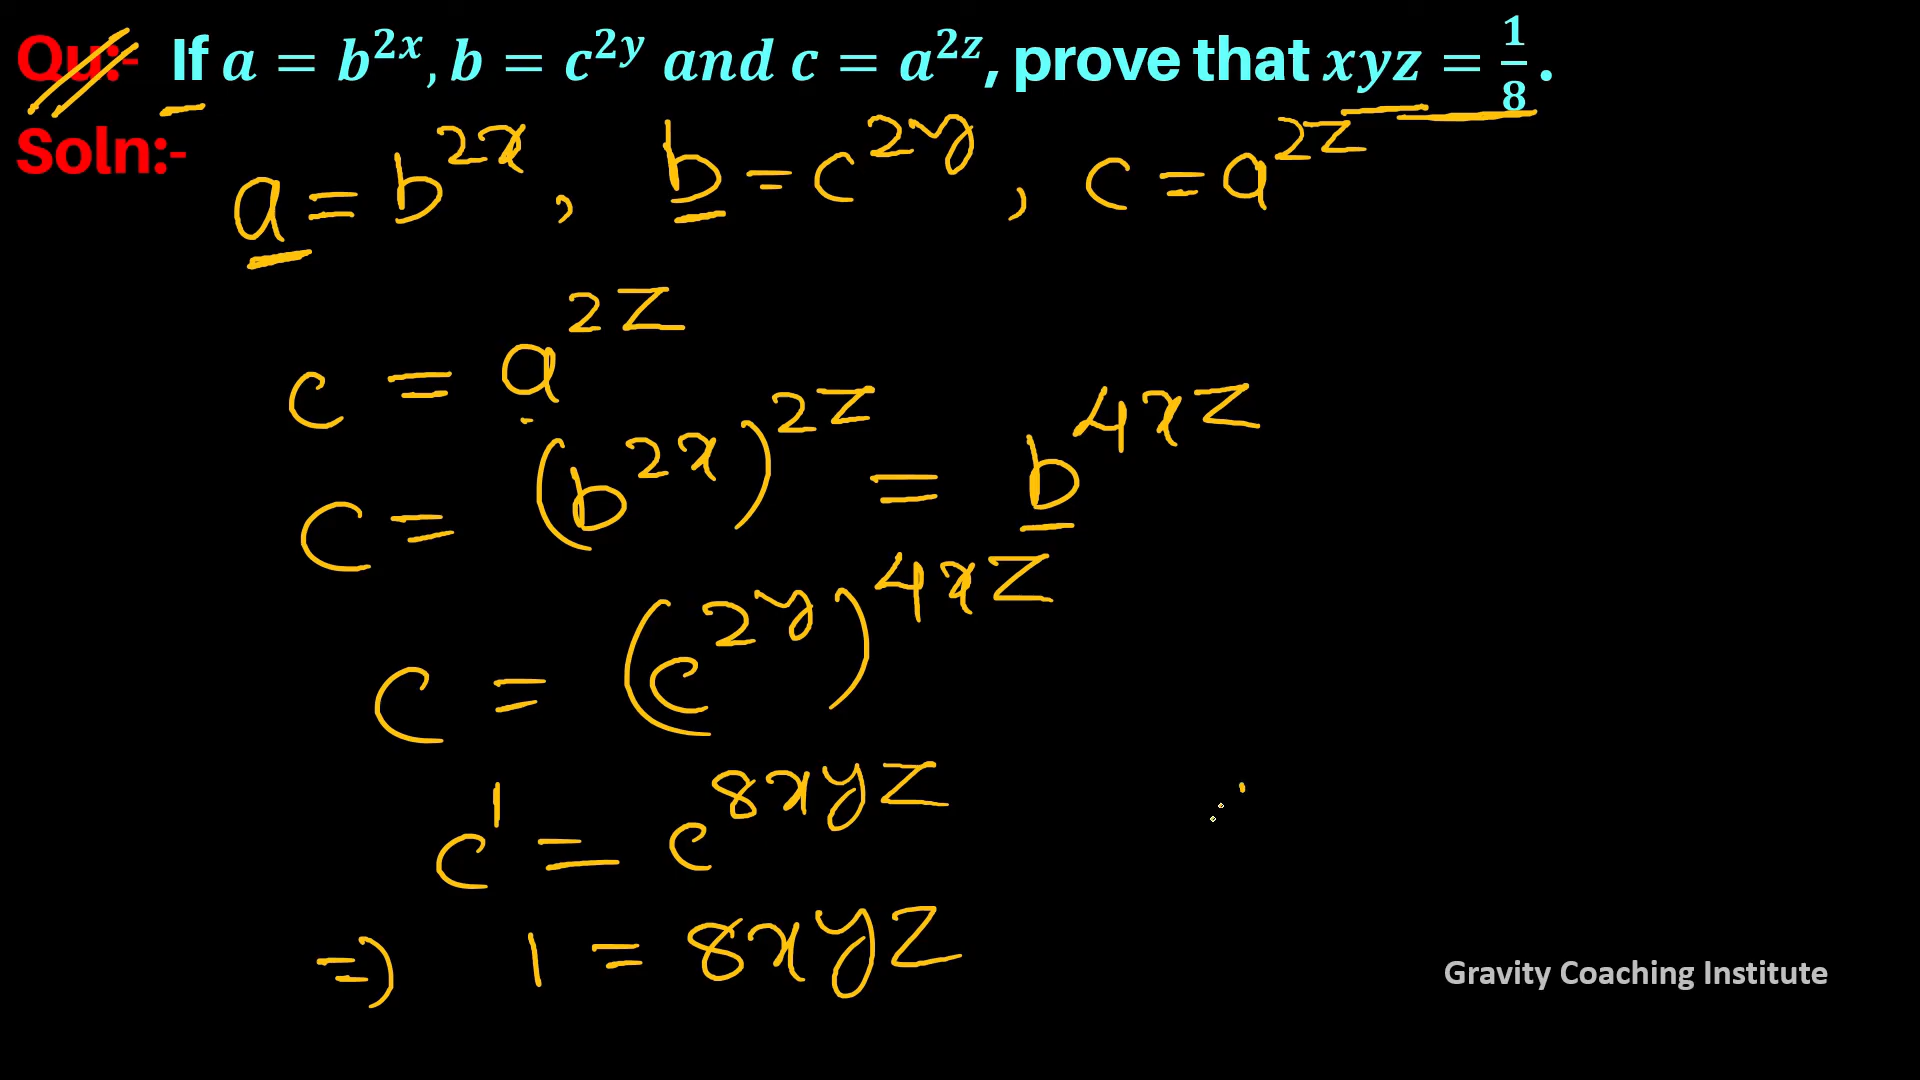 Qu:- If a = b^{2x}, b = c^{2y} and c = a^{2z}, prove that xyz = \frac{1}{8}.
Soln:-
a = b^{2x}, b = c^{2y}, c = a^{2z}
c = a^{2z}
c = (b^{2x})^{2z} = b^{4xz}
c = (c^{2y})^{4xz}
c^1 = c^{8xyz}
⇒ 1 = 8xyz
Gravity Coaching Institute